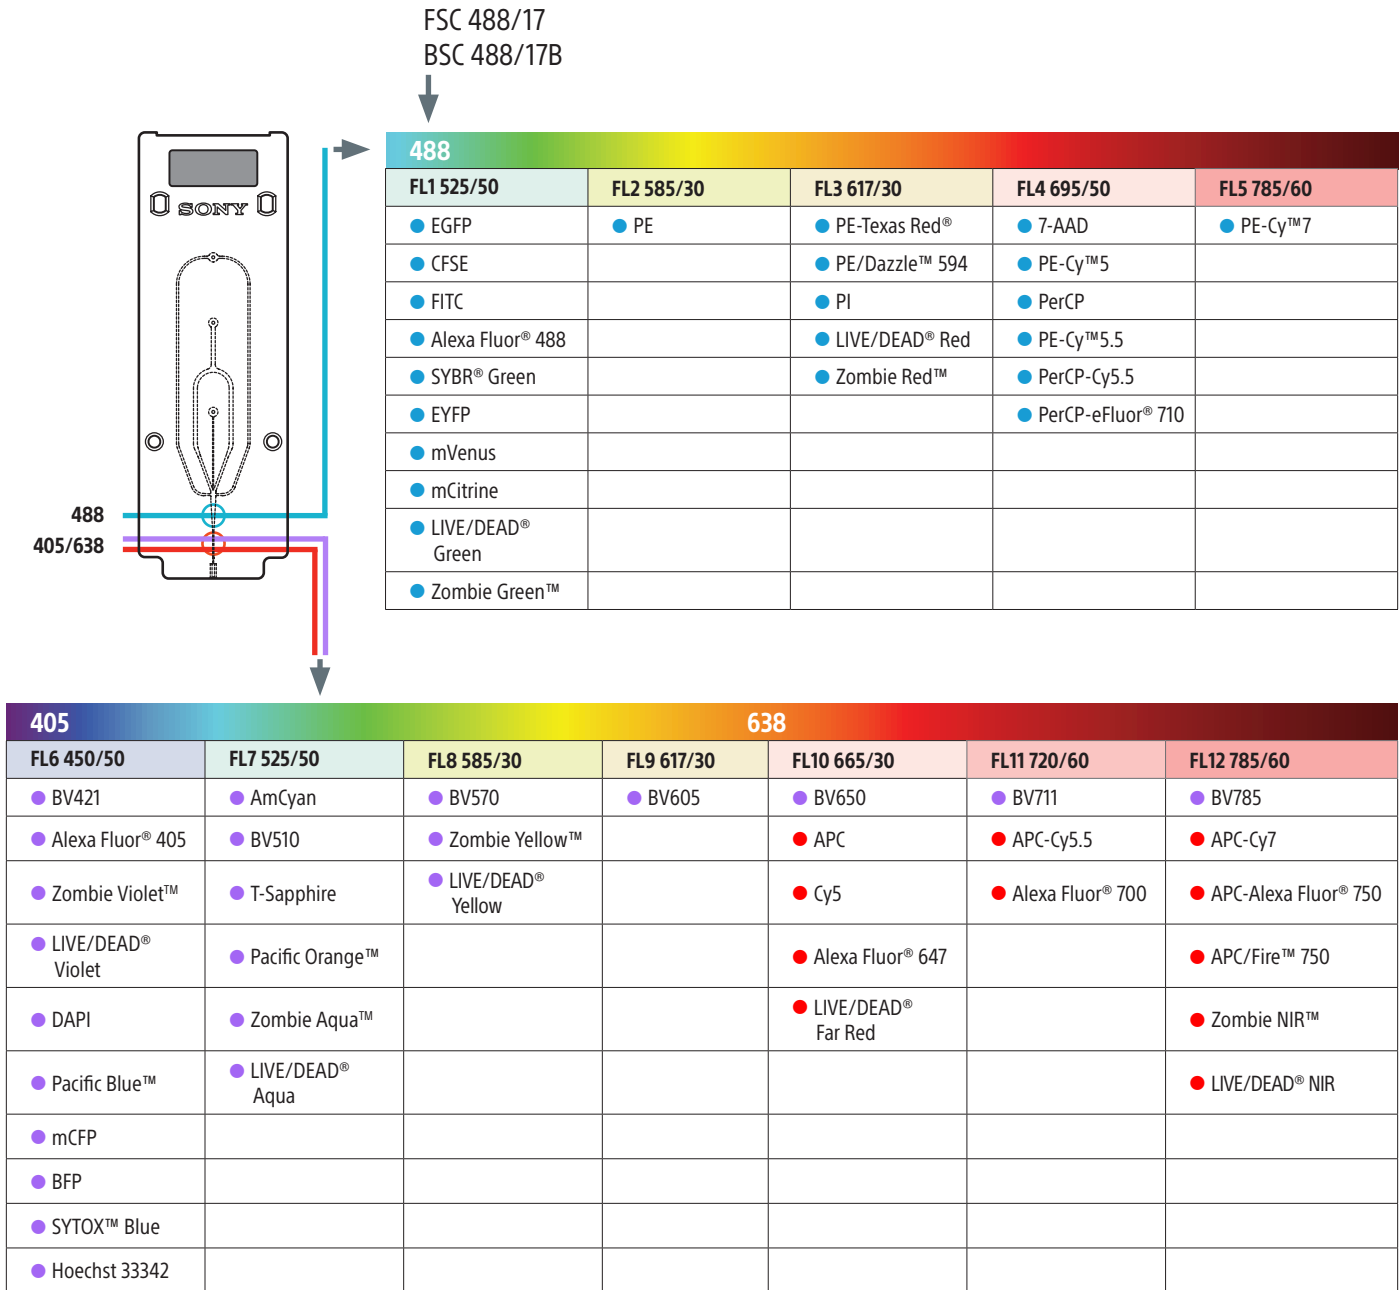 FSC 488/17
BSC 488/17B
SONY
488
405/638
488
FL1 525/50 FL2 585/30 FL3 617/30 FL4 695/50 FL5 785/60
EGFP PE PE-Texas Red® 7-AAD PE-Cy™7
CFSE PE/Dazzle™ 594 PE-Cy™5
FITC PI PerCP
Alexa Fluor® 488 LIVE/DEAD® Red PE-Cy™5.5
SYBR® Green Zombie Red™ PerCP-Cy5.5
EYFP PerCP-eFluor® 710
mVenus
mCitrine
LIVE/DEAD®
Green
Zombie Green™
405 638
FL6 450/50 FL7 525/50 FL8 585/30 FL9 617/30 FL10 665/30 FL11 720/60 FL12 785/60
BV421 AmCyan BV570 BV605 BV650 BV711 BV785
Alexa Fluor® 405 BV510 Zombie Yellow™ APC APC-Cy5.5 APC-Cy7
Zombie Violet™ T-Sapphire LIVE/DEAD® Yellow Cy5 Alexa Fluor® 700 APC-Alexa Fluor® 750
LIVE/DEAD® Violet Pacific Orange™ Alexa Fluor® 647 APC/Fire™ 750
DAPI Zombie Aqua™ LIVE/DEAD® Far Red Zombie NIR™
Pacific Blue™ LIVE/DEAD® Aqua LIVE/DEAD® NIR
mCFP
BFP
SYTOX™ Blue
Hoechst 33342